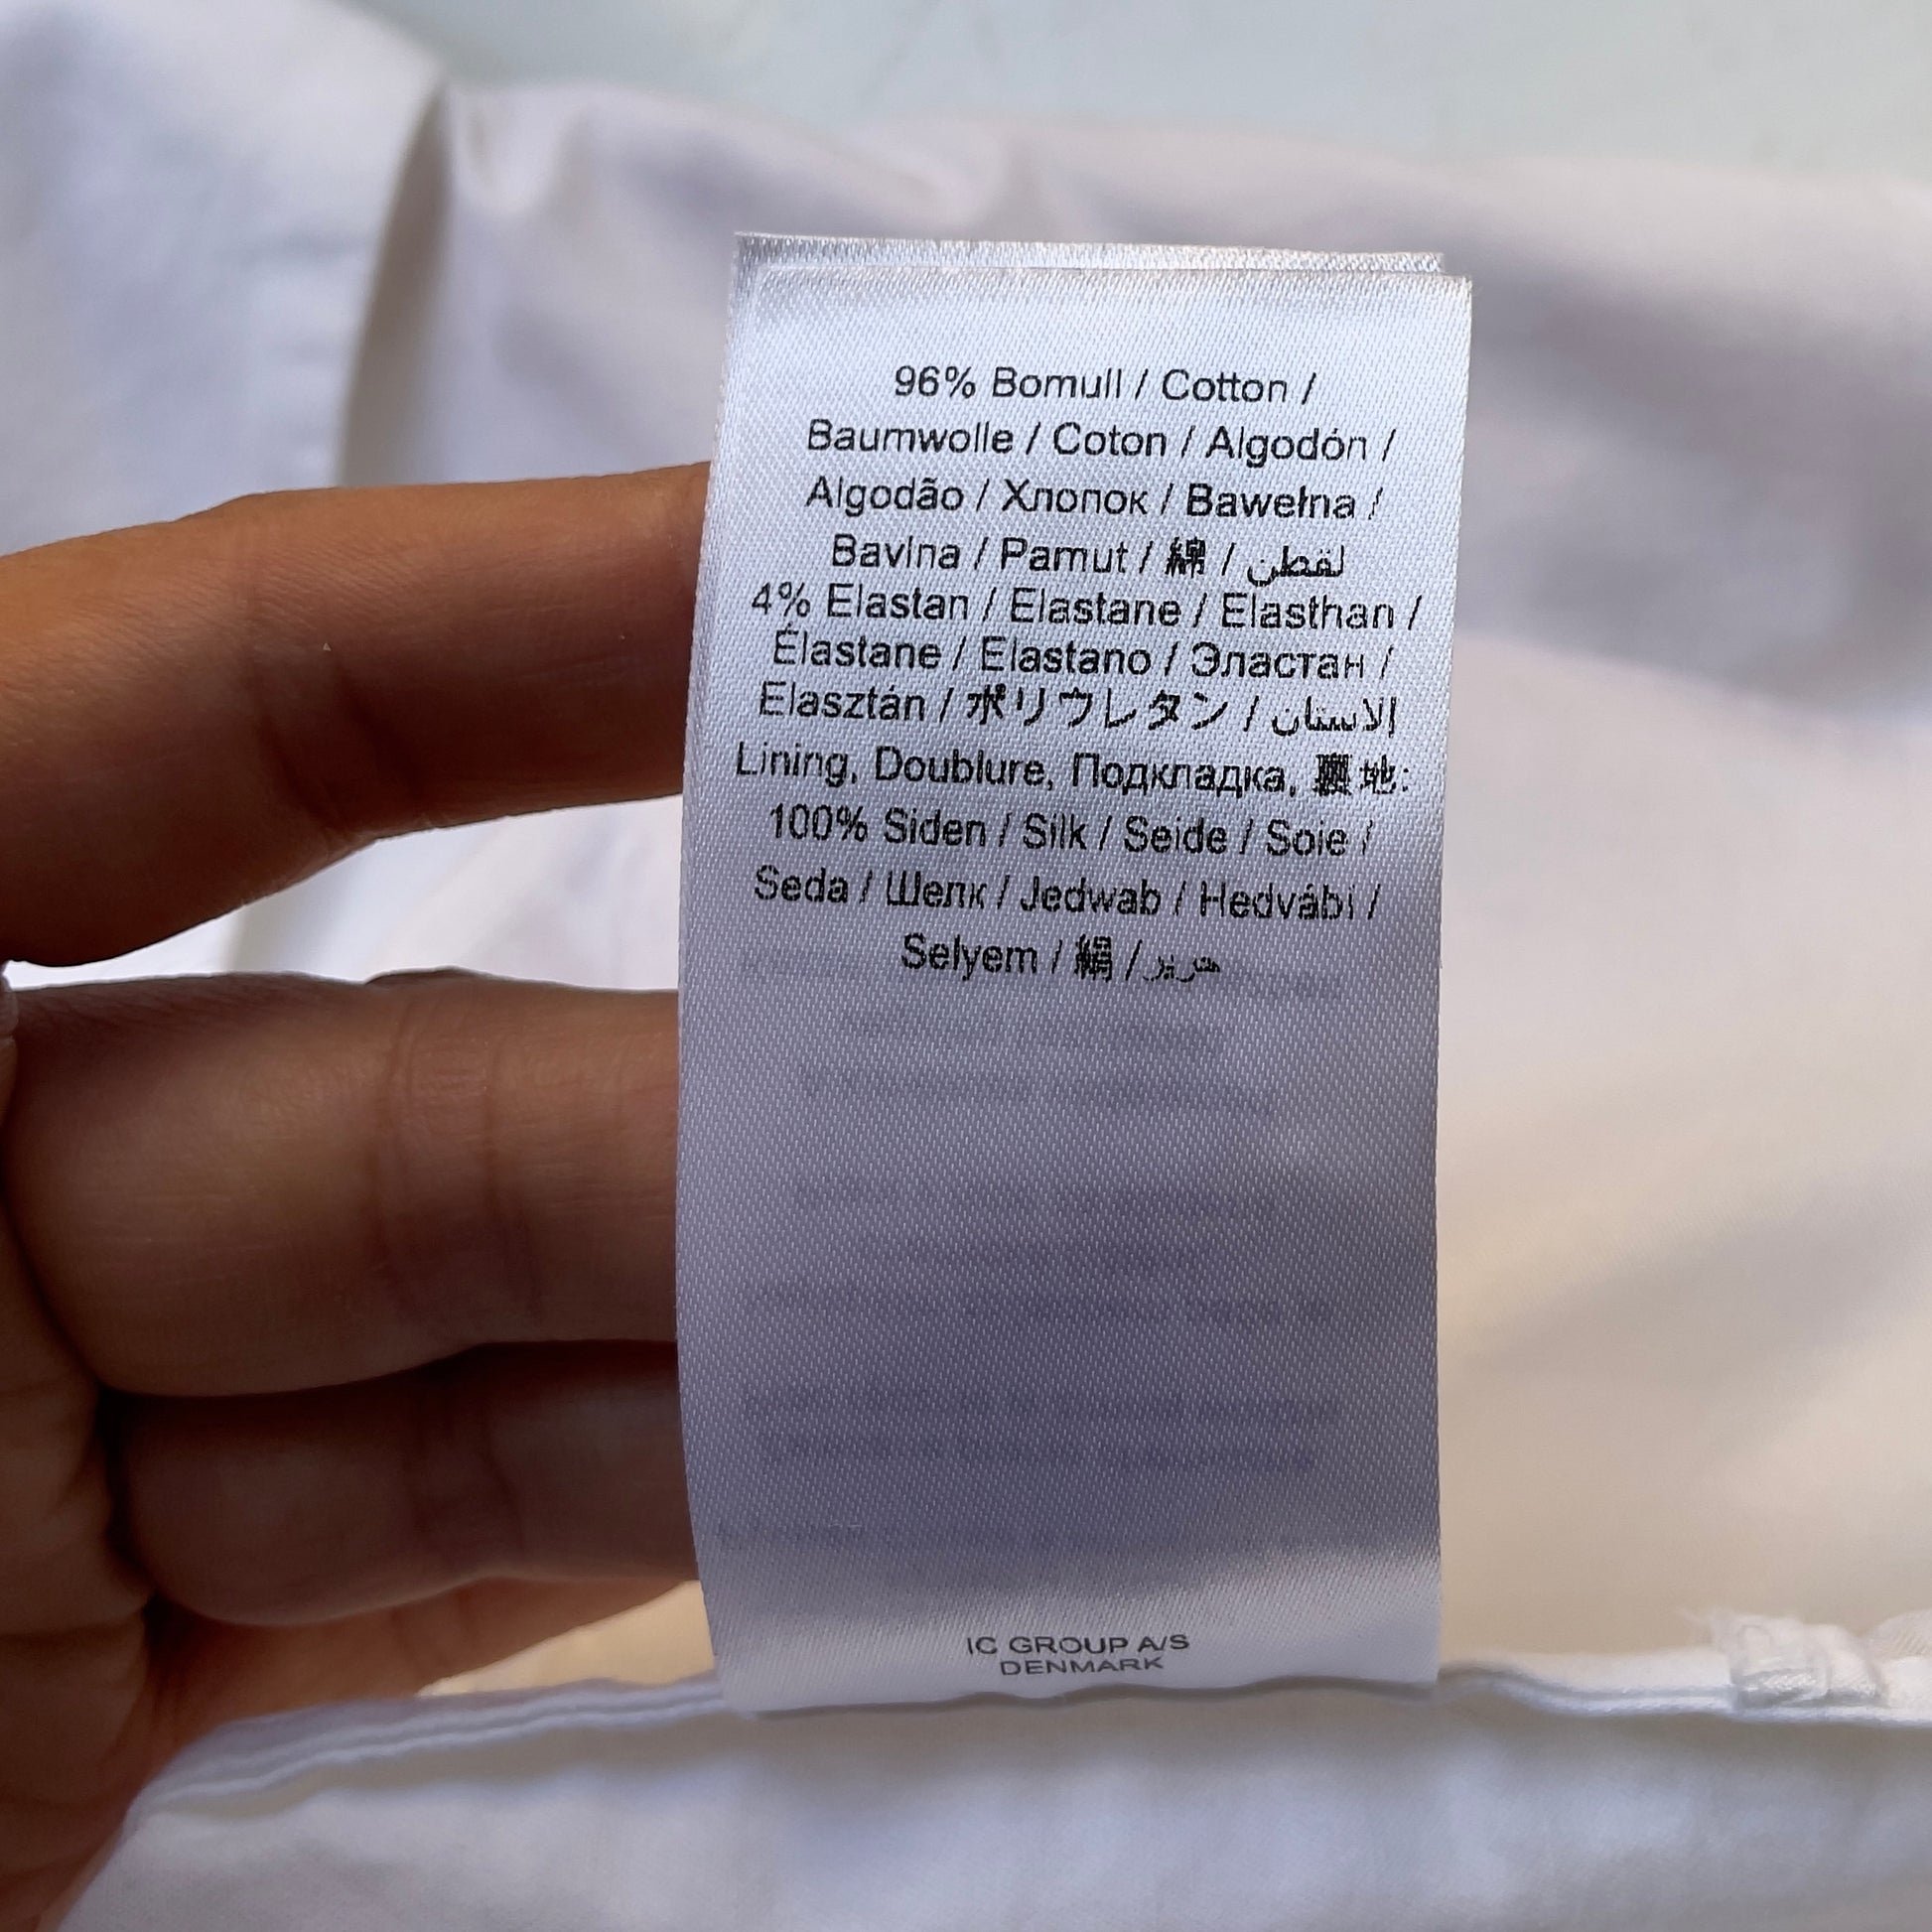 96% Bomull / Cotton /
Baumwolle / Coton / Algodón /
Algodão / Хлопок / Bawełna /
Bavlna / Pamut / 綿 / لقطن
4% Elastan / Elastane / Elasthan /
Élastane / Elastano / Эластан /
Elasztán / ポリウレタン / إلاستان
Lining, Doublure, Подкладка, 裏地:
100% Siden / Silk / Seide / Soie /
Seda / Шелк / Jedwab / Hedvábí /
Selyem / 絹 / حرير
IC GROUP A/S
DENMARK